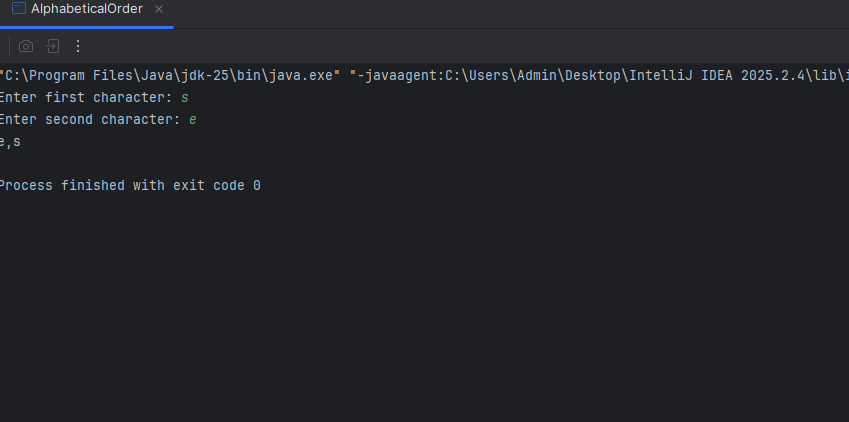 AlphabeticalOrder
"C:\Program Files\Java\jdk-25\bin\java.exe" "-javaagent:C:\Users\Admin\Desktop\IntelliJ IDEA 2025.2.4\lib\i
Enter first character: s
Enter second character: e
e,s
Process finished with exit code 0